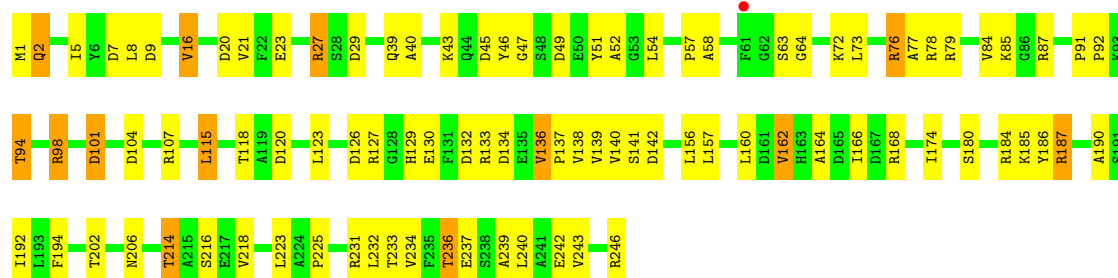 M1 Q2 I5 Y6 D7 L8 D9 V16 D20 V21 F22 E23 R27 S28 D29 Q39 A40 K43 Q44 D45 Y46 G47 S48 D49 E50 Y51 A52 G53 L54 P57 A58 F61 G62 S63 G64 K72 L73 R76 A77 R78 R79 V84 K85 G86 R87 P91 P92 K93
T94 R98 D101 D104 R107 L115 T118 A119 D120 L123 D126 R127 G128 H129 E130 F131 D132 R133 D134 E135 V136 P137 V138 V139 V140 S141 D142 L156 L157 L160 D161 V162 H163 A164 D165 I166 D167 R168 I174 S180 R184 K185 Y186 R187 A190 S191
I192 L193 F194 T202 N206 T214 A215 S216 E217 V218 L223 A224 P225 R231 L232 T233 V234 F235 T236 E237 S238 A239 L240 A241 E242 V243 R246